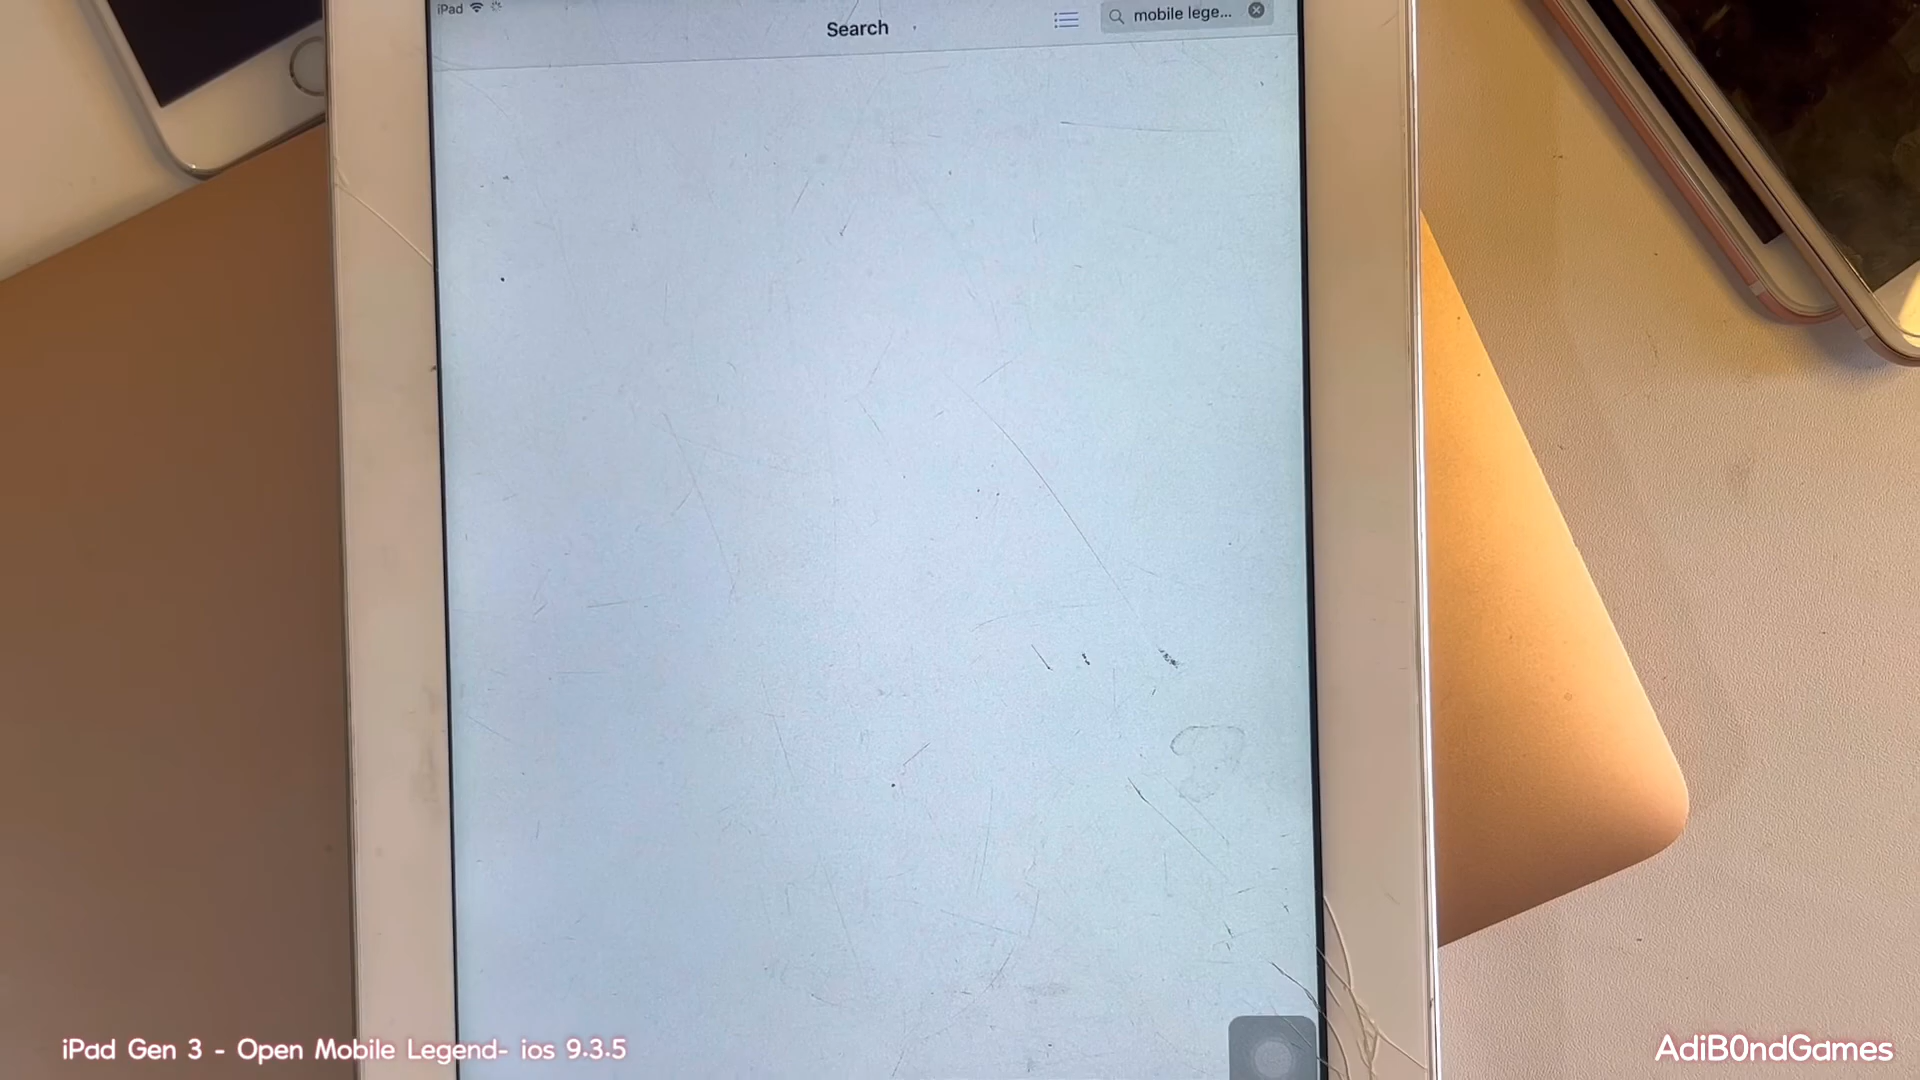 iPad
Search
mobile lege...
iPad Gen 3 - Open Mobile Legend- ios 9.3.5
AdiB0ndGames